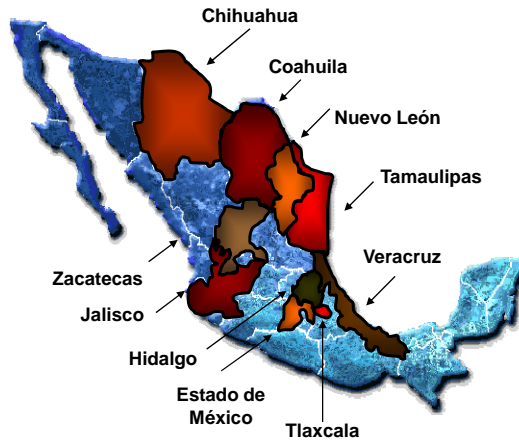 Chihuahua
Coahuila
Nuevo León
Tamaulipas
Veracruz
Zacatecas
Jalisco
Hidalgo
Estado de
México
Tlaxcala